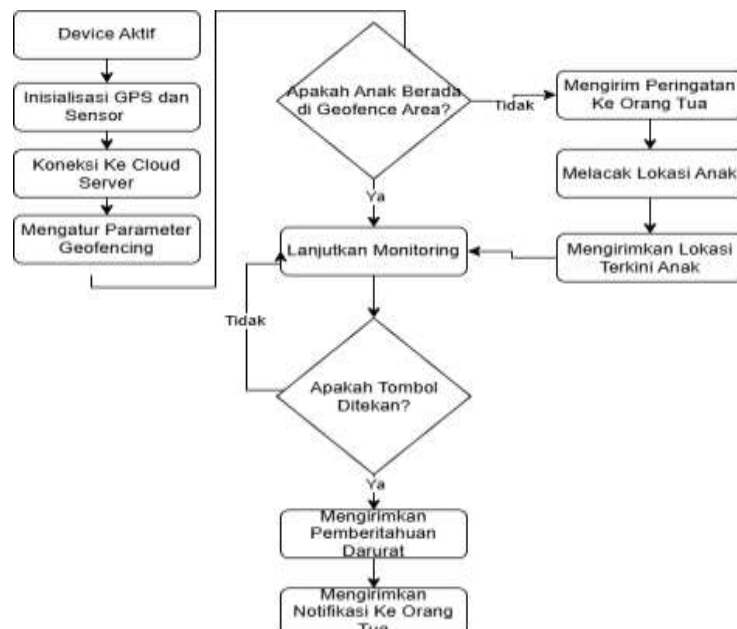 Device Aktif
Inisialisasi GPS dan
Sensor
Koneksi Ke Cloud
Server
Mengatur Parameter
Geofencing
Apakah Anak Berada
di Geofence Area?
Tidak
Mengirim Peringatan
Ke Orang Tua
Melacak Lokasi Anak
Mengirimkan Lokasi
Terkini Anak
Ya
Lanjutkan Monitoring
Tidak
Apakah Tombol
Ditekan?
Ya
Mengirimkan
Pemberitahuan
Darurat
Mengirimkan
Notifikasi Ke Orang
Tua